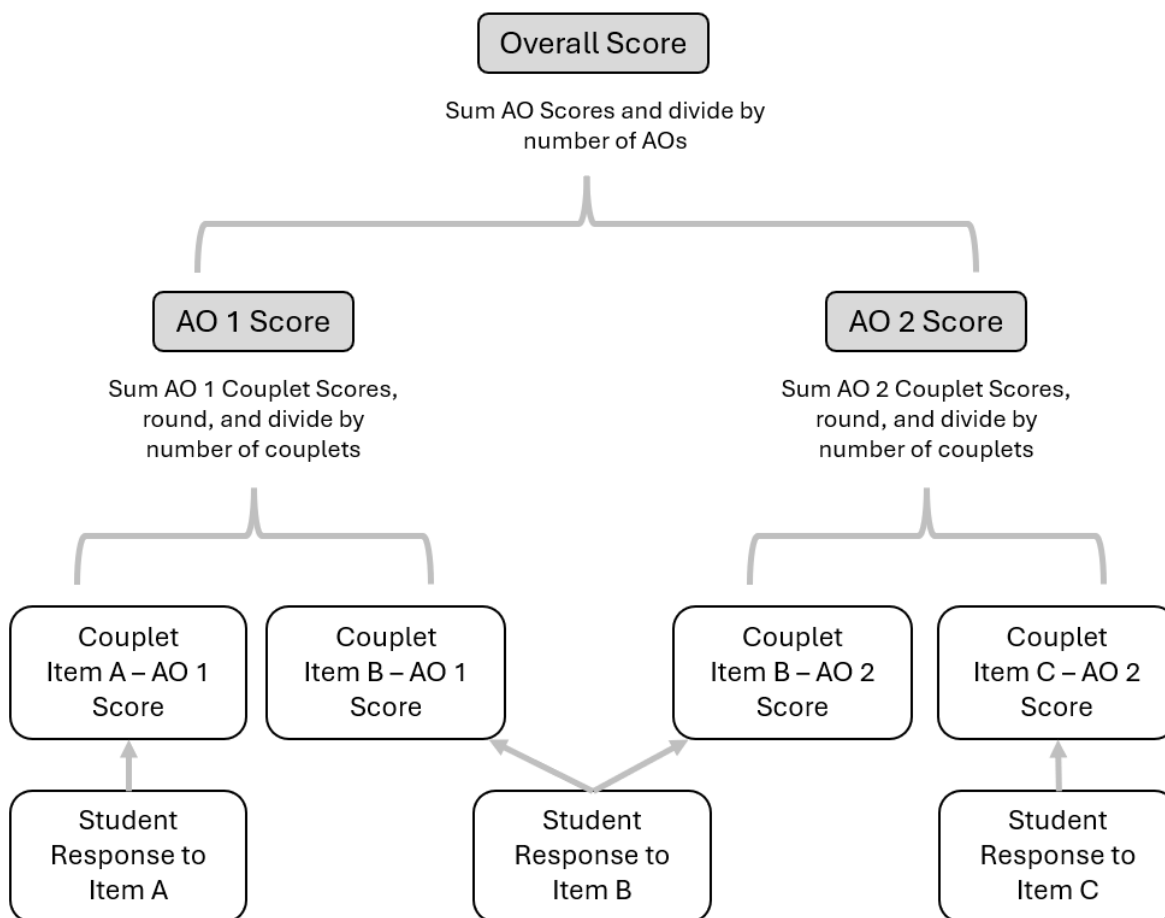 Overall Score
Sum AO Scores and divide by
number of AOs
AO 1 Score
Sum AO 1 Couplet Scores,
round, and divide by
number of couplets
AO 2 Score
Sum AO 2 Couplet Scores,
round, and divide by
number of couplets
Couplet
Item A – AO 1
Score
Couplet
Item B – AO 1
Score
Couplet
Item B – AO 2
Score
Couplet
Item C – AO 2
Score
Student
Response to
Item A
Student
Response to
Item B
Student
Response to
Item C